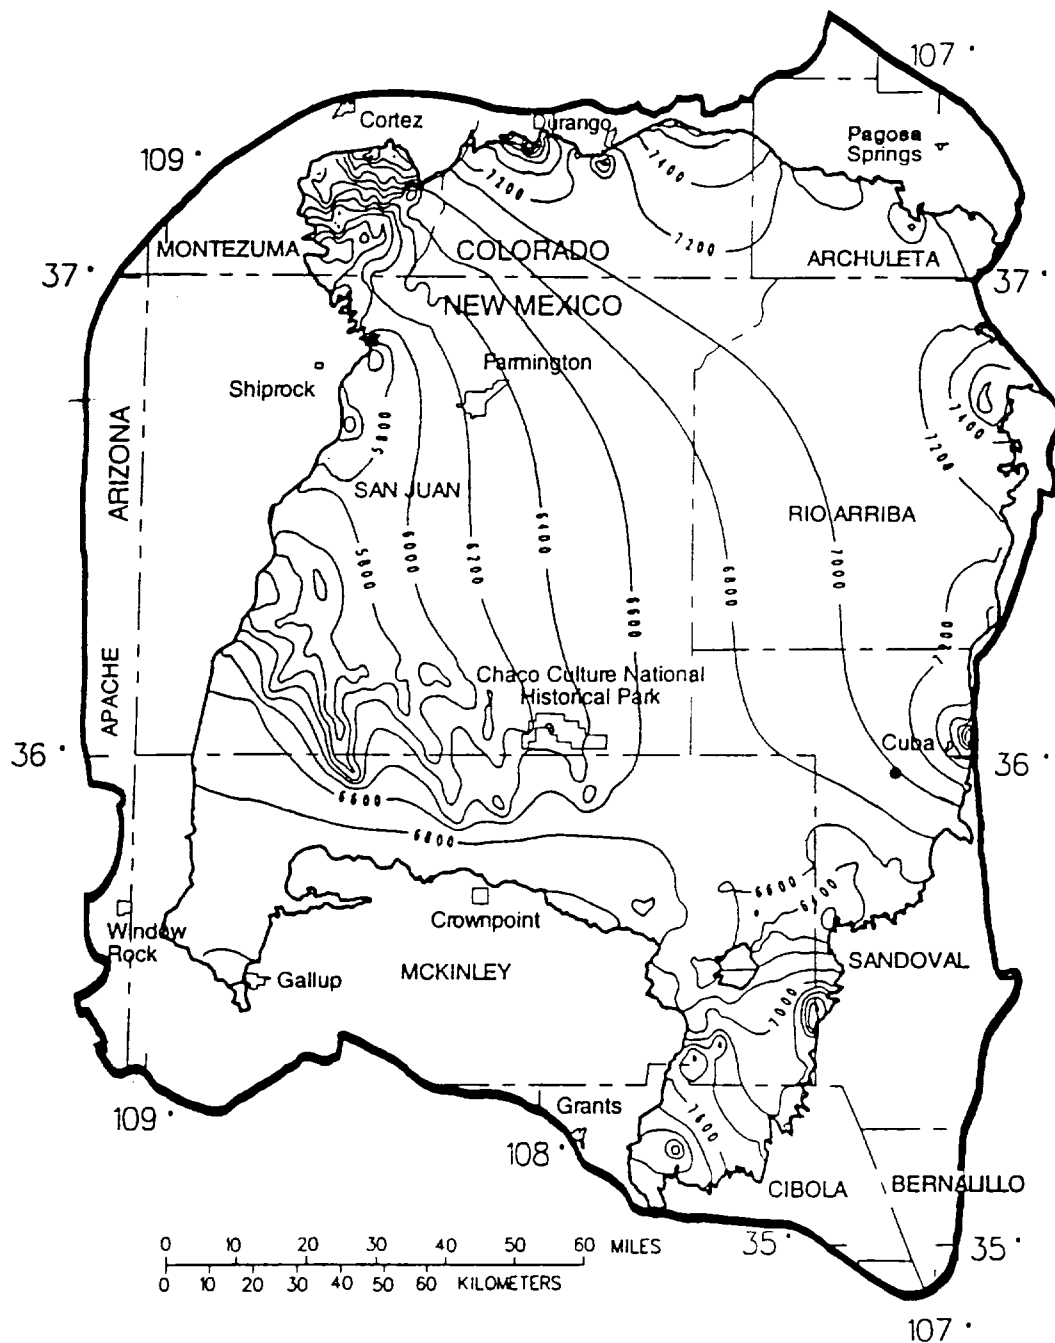 107°
Cortez
Durango
109°
Pagosa
Springs
7200
7400
7200
MONTEZUMA
COLORADO
ARCHULETA
37°
37°
NEW MEXICO
Farmington
Shiprock
7400
7200
5800
ARIZONA
SAN JUAN
RIO ARRIBA
5800
6000
6200
6400
6600
6800
7000
7200
APACHE
Chaco Culture National
Historical Park
36°
Cuba
36°
6600
6800
6600
Crownpoint
Window
Rock
Gallup
MCKINLEY
SANDOVAL
7000
109°
Grants
7600
108°
CIBOLA
BERNALILLO
0 10 20 30 40 50 60 MILES
0 10 20 30 40 50 60 KILOMETERS
35°
35°
107°